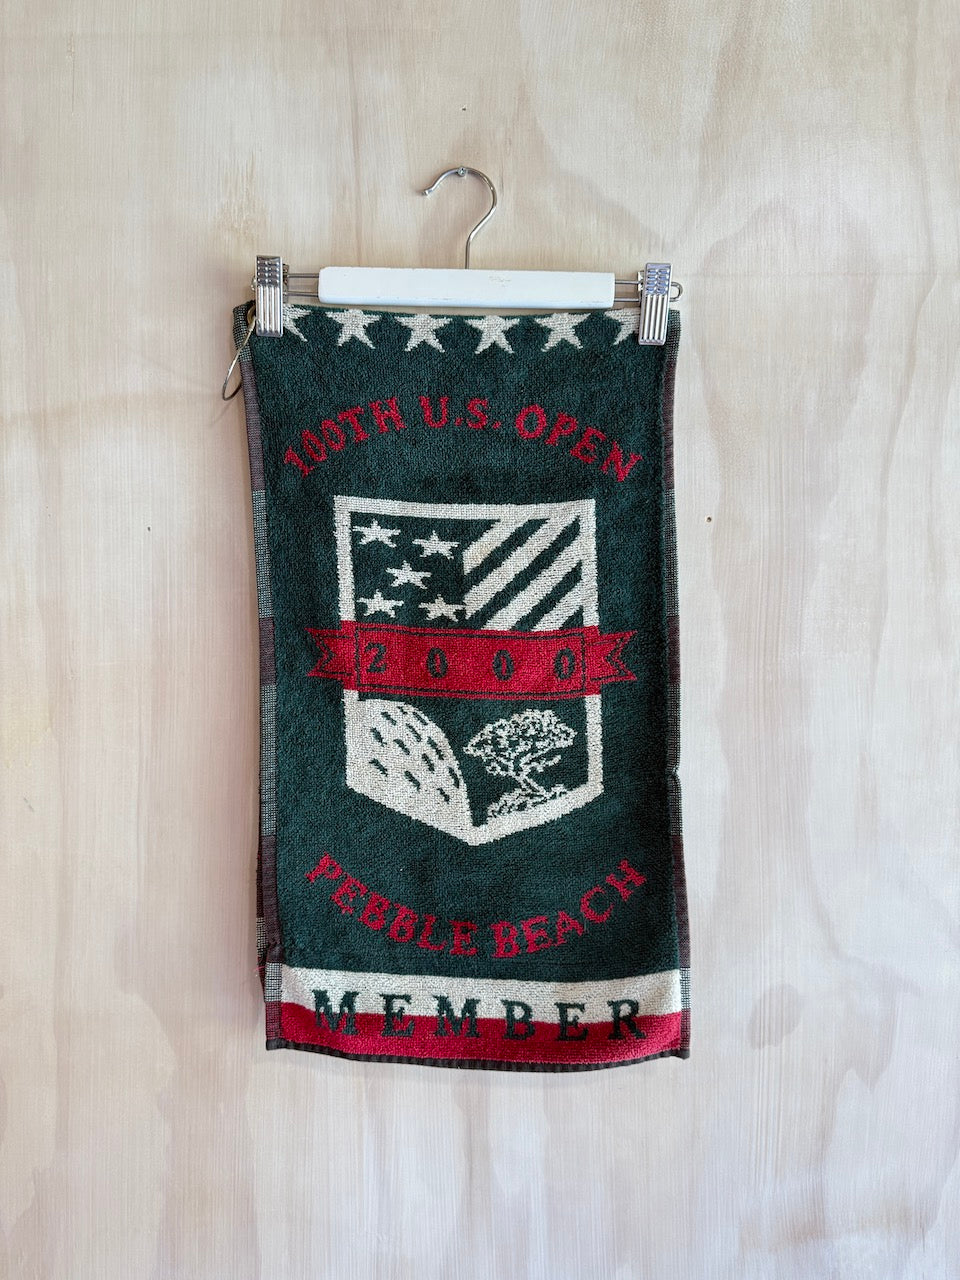 100TH U.S. OPEN
2000
PEBBLE BEACH
MEMBER